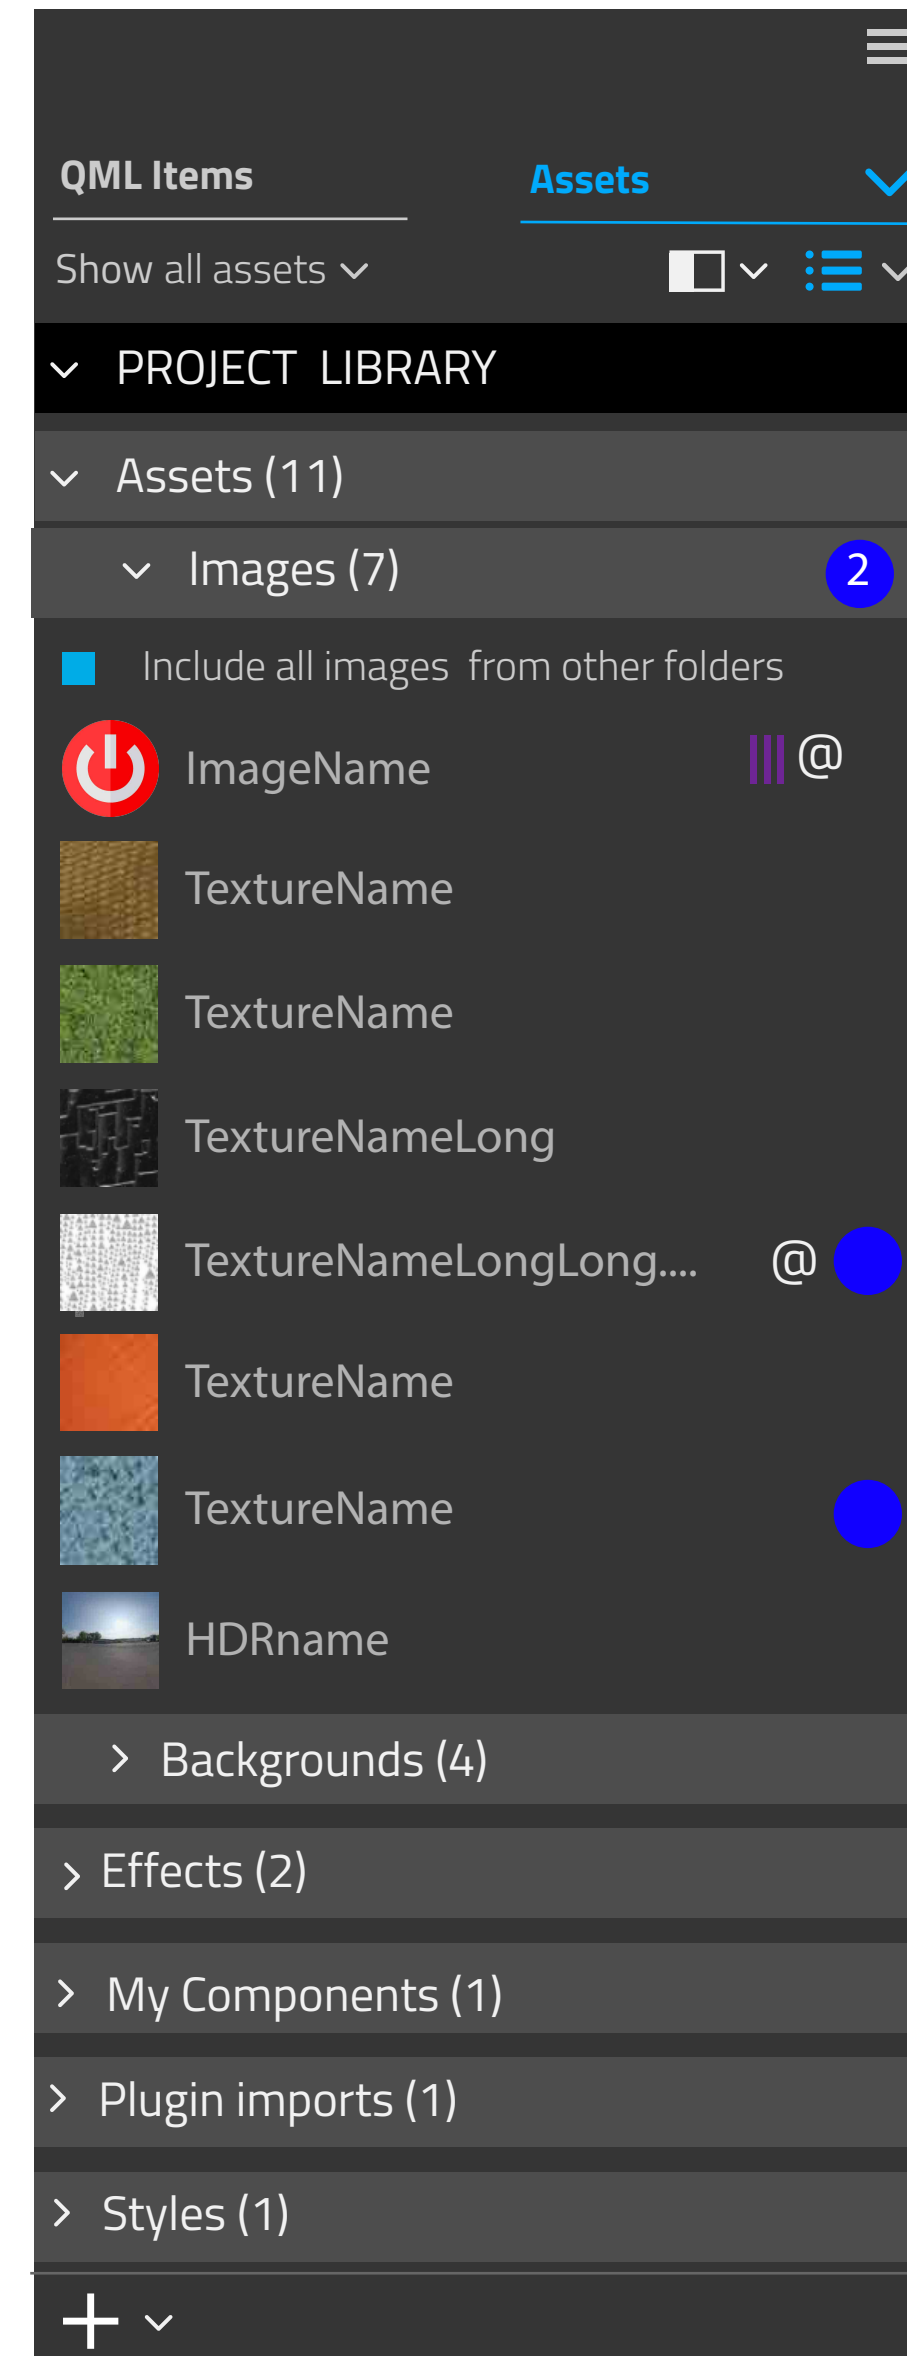 QML Items
Assets
Show all assets
PROJECT LIBRARY
Assets (11)
Images (7)
2
Include all images from other folders
ImageName
@
TextureName
TextureName
TextureNameLong
TextureNameLongLong....
@
TextureName
TextureName
HDRname
Backgrounds (4)
Effects (2)
My Components (1)
Plugin imports (1)
Styles (1)